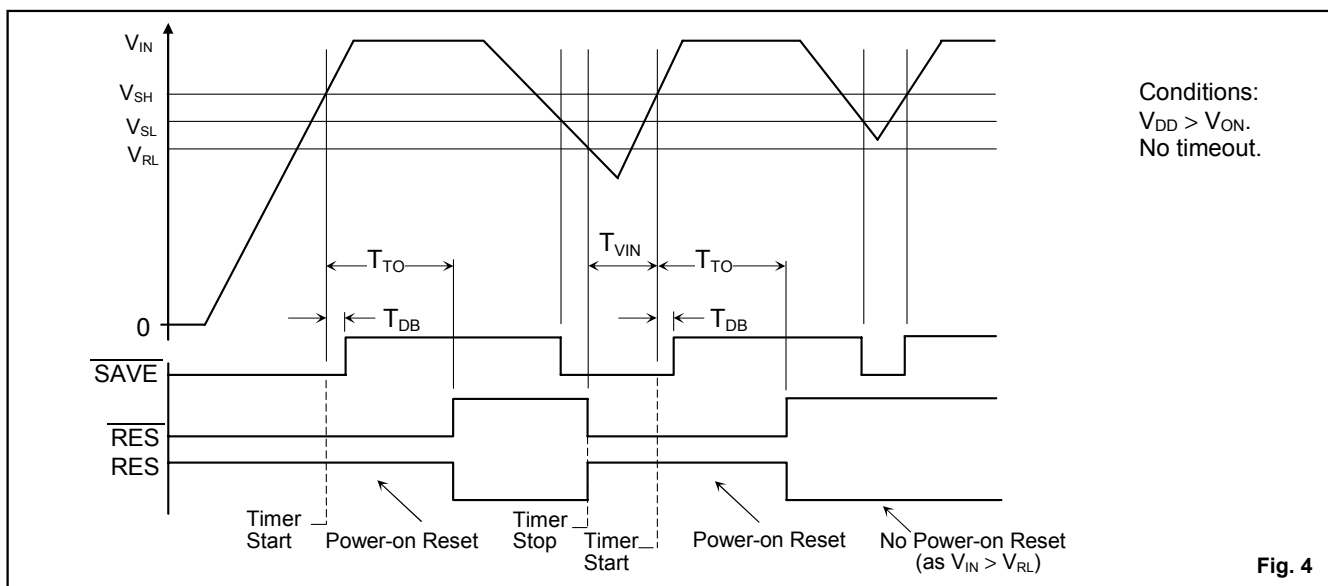 V_IN
V_SH
V_SL
V_RL
Conditions:
V_DD > V_ON.
No timeout.
T_TO
T_VIN
T_TO
0
T_DB
T_DB
SAVE
RES
RES
Timer
Start
Power-on Reset
Timer
Stop
Timer
Start
Power-on Reset
No Power-on Reset
(as V_IN > V_RL)
Fig. 4